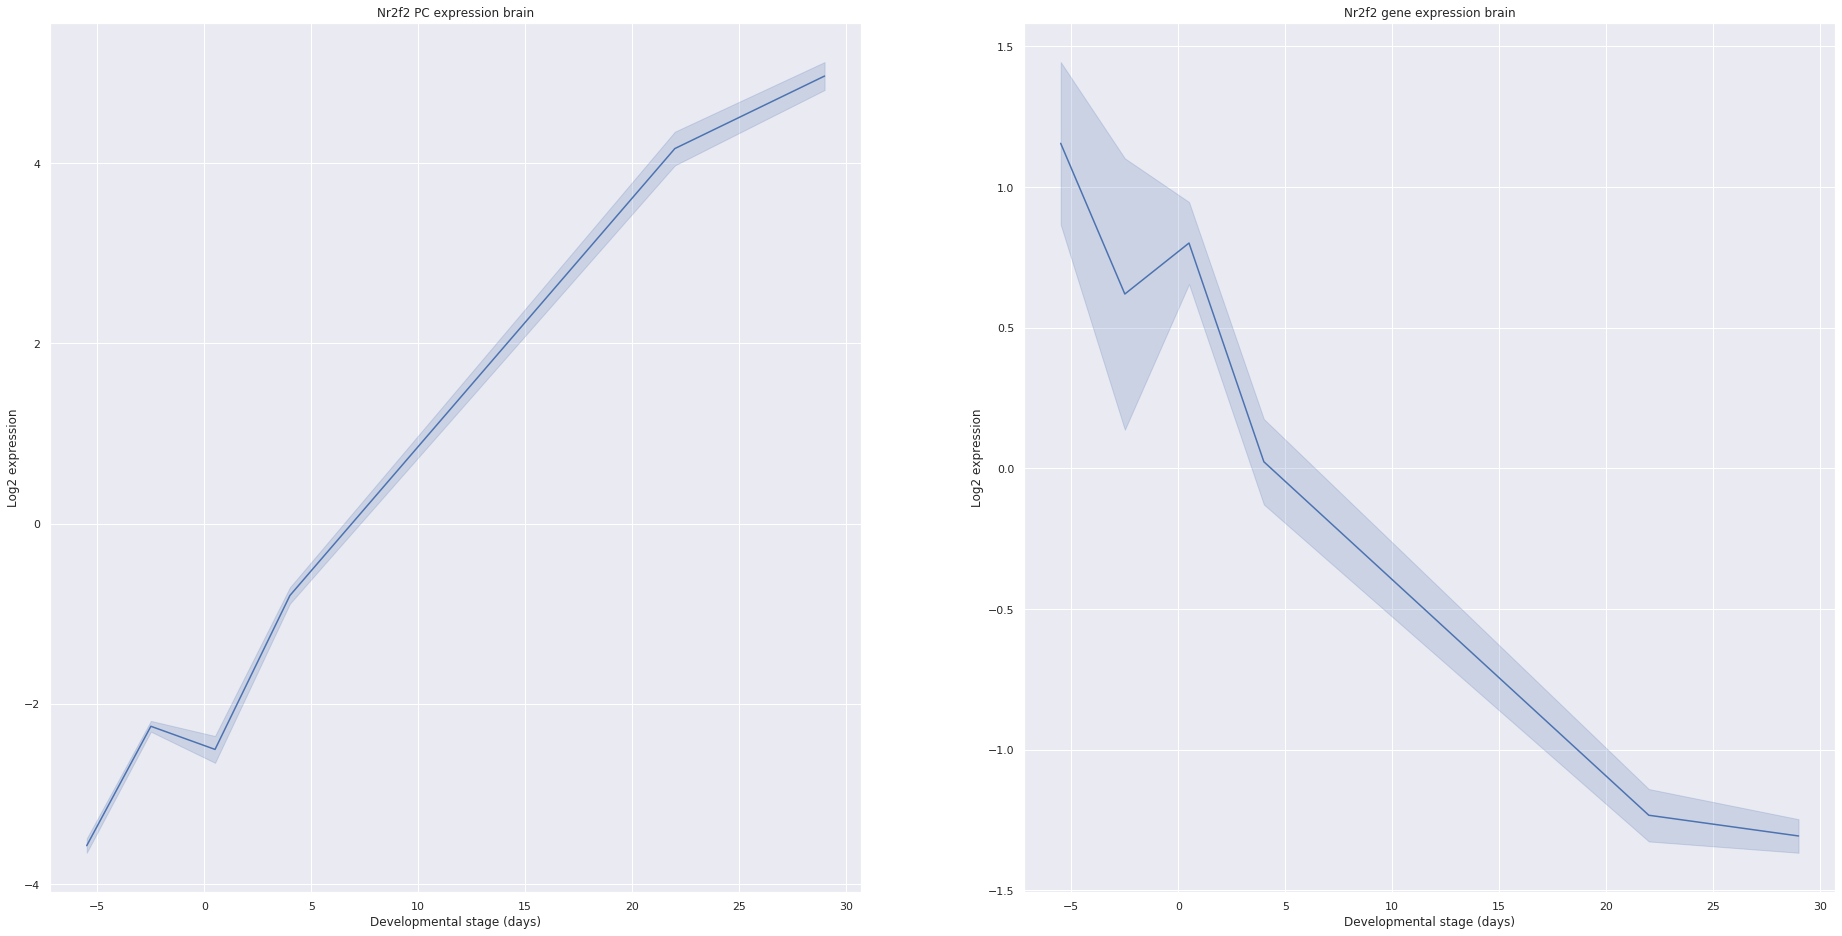 Nr2f2 PC expression brain
Log2 expression
4
2
0
−2
−4
−5 0 5 10 15 20 25 30
Developmental stage (days)
Nr2f2 gene expression brain
Log2 expression
1.5
1.0
0.5
0.0
−0.5
−1.0
−1.5
−5 0 5 10 15 20 25 30
Developmental stage (days)